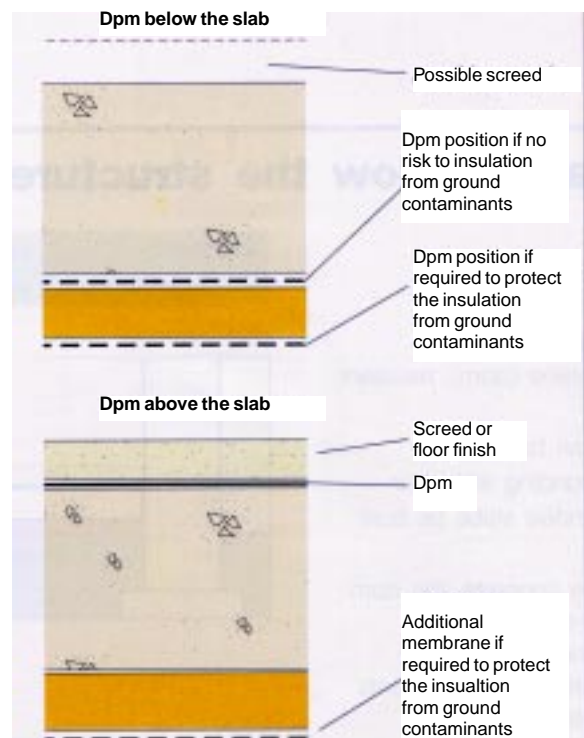 Dpm below the slab
Possible screed
Dpm position if no
risk to insulation
from ground
contaminants
Dpm position if
required to protect
the insulation
from ground
contaminants
Dpm above the slab
Screed or
floor finish
Dpm
Additional
membrane if
required to protect
the insualtion
from ground
contaminants